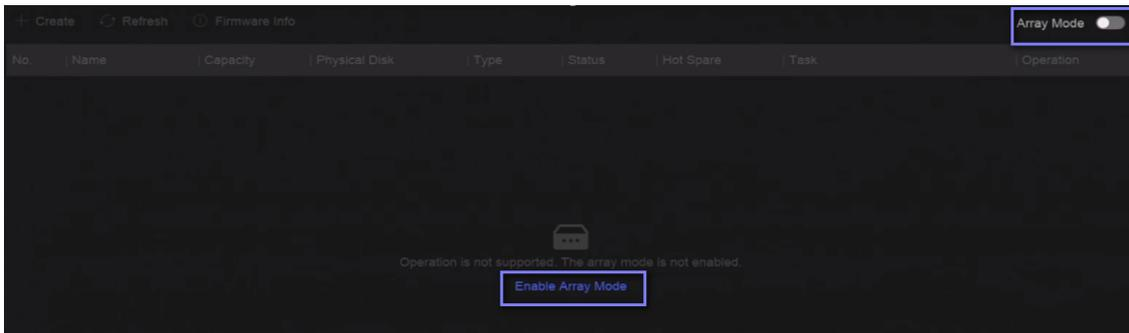 Create Refresh Firmware Info Array Mode
No. Name Capacity Physical Disk Type Status Hot Spare Task Operation
Operation is not supported. The array mode is not enabled.
Enable Array Mode